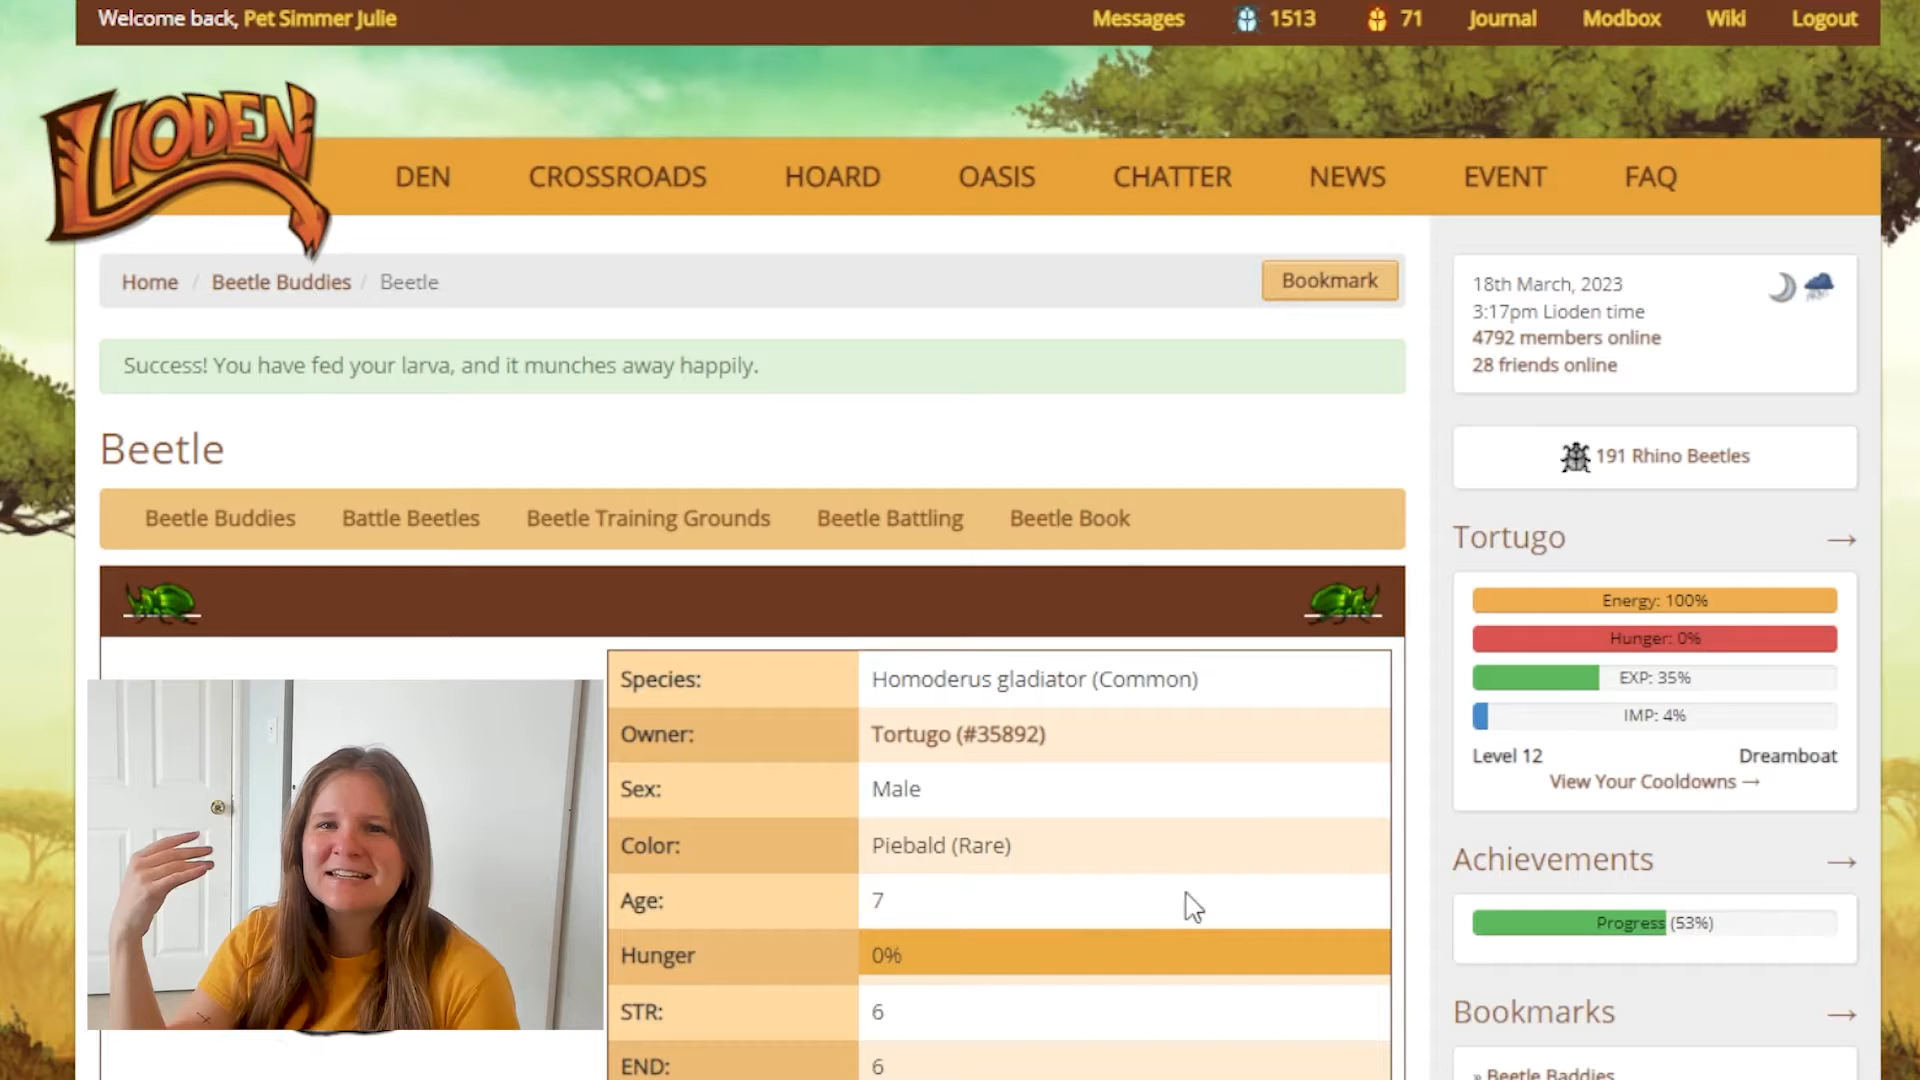 Welcome back, Pet Simmer Julie
Messages 1513 71 Journal Modbox Wiki Logout
LIODEN
DEN CROSSROADS HOARD OASIS CHATTER NEWS EVENT FAQ
Home / Beetle Buddies / Beetle
Bookmark
Success! You have fed your larva, and it munches away happily.
Beetle
Beetle Buddies Battle Beetles Beetle Training Grounds Beetle Battling Beetle Book
Species: Homoderus gladiator (Common)
Owner: Tortugo (#35892)
Sex: Male
Color: Piebald (Rare)
Age: 7
Hunger 0%
STR: 6
END: 6
18th March, 2023
3:17pm Lioden time
4792 members online
28 friends online
191 Rhino Beetles
Tortugo →
Energy: 100%
Hunger: 0%
EXP: 35%
IMP: 4%
Level 12 Dreamboat
View Your Cooldowns →
Achievements →
Progress (53%)
Bookmarks →
» Beetle Baddies